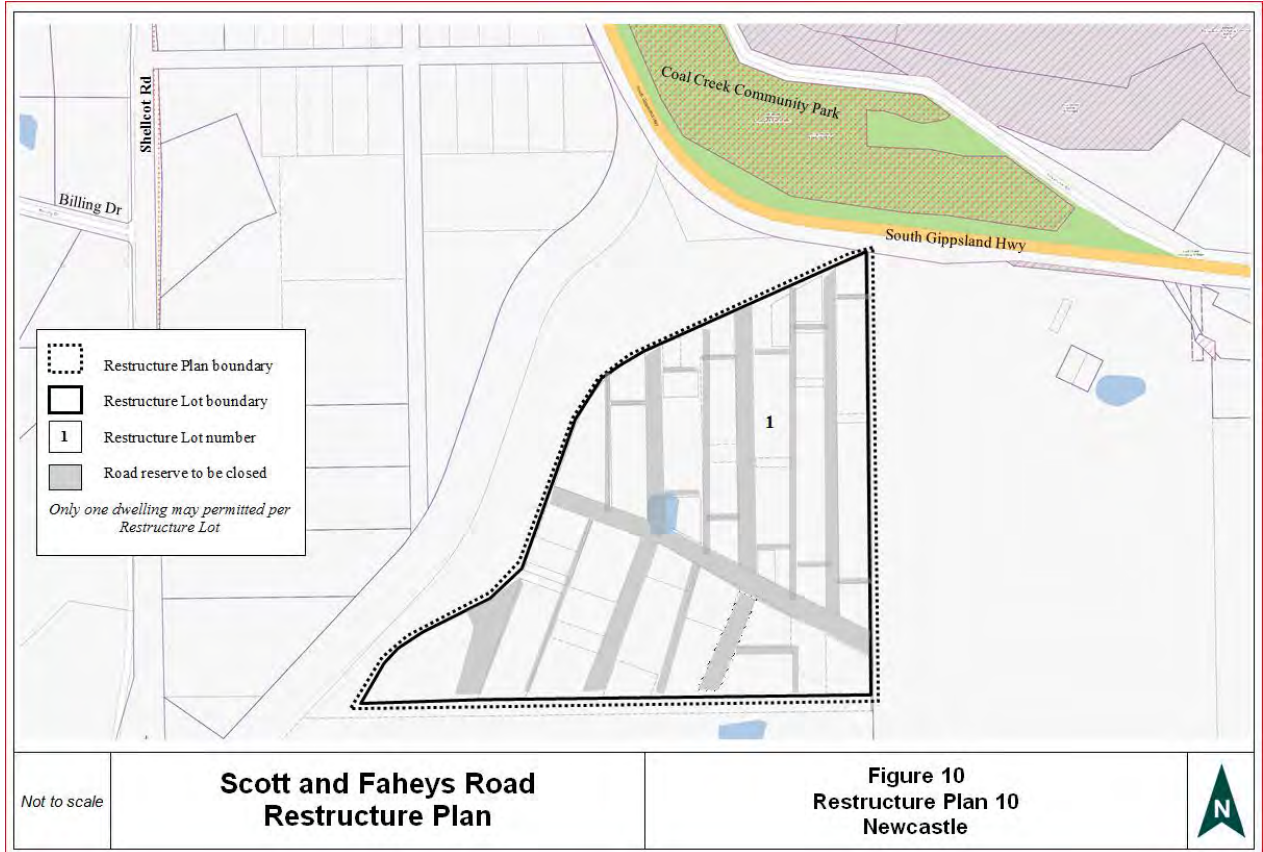 Coal Creek Community Park
Shellcot Rd
Billing Dr
South Gippsland Hwy
Restructure Plan boundary
Restructure Lot boundary
1
Restructure Lot number
Road reserve to be closed
Only one dwelling may permitted per
Restructure Lot
1
Not to scale
Scott and Faheys Road
Restructure Plan
Figure 10
Restructure Plan 10
Newcastle
N